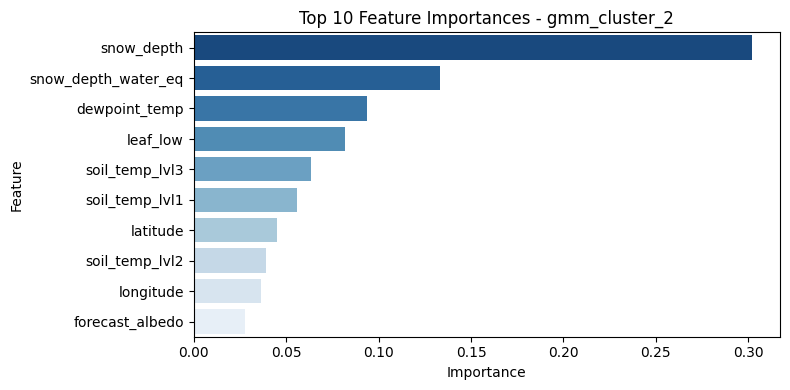 Top 10 Feature Importances - gmm_cluster_2
Feature
snow_depth
snow_depth_water_eq
dewpoint_temp
leaf_low
soil_temp_lvl3
soil_temp_lvl1
latitude
soil_temp_lvl2
longitude
forecast_albedo
0.00 0.05 0.10 0.15 0.20 0.25 0.30
Importance